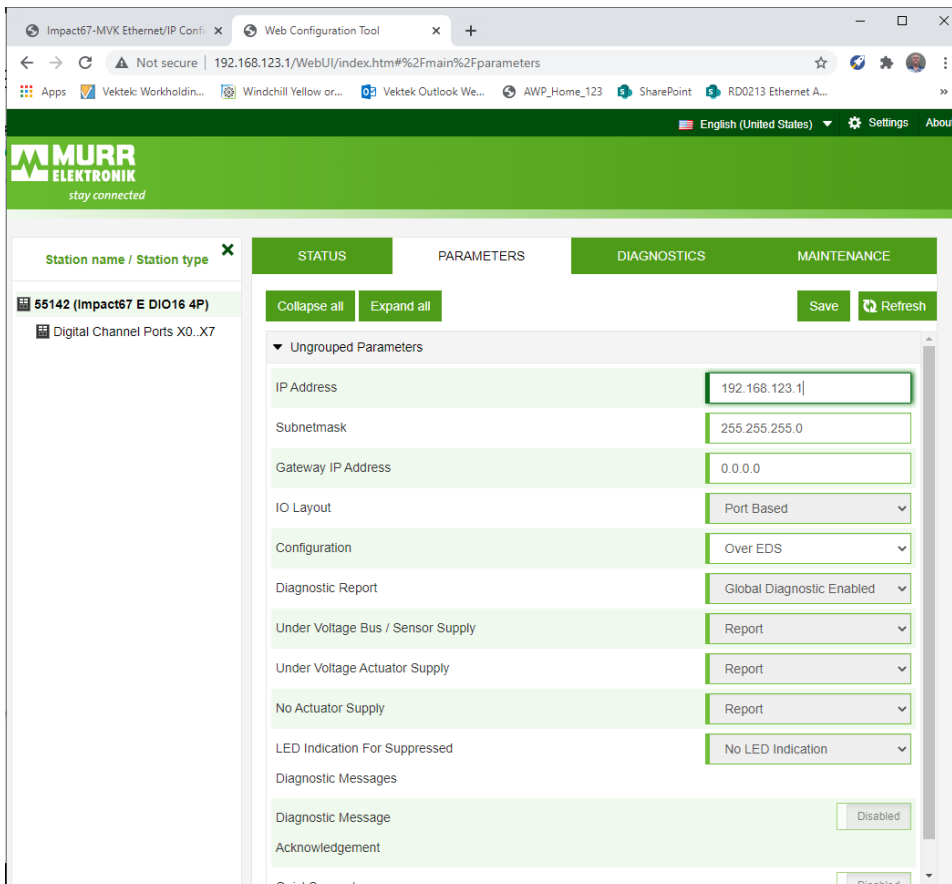 Impact67-MVK Ethernet/IP Confi
Web Configuration Tool
Not secure | 192.168.123.1/WebUI/index.htm#%2Fmain%2Fparameters
Apps
Vektek: Workholdin...
Windchill Yellow or...
Vektek Outlook We...
AWP_Home_123
SharePoint
RD0213 Ethernet A...
»
English (United States)
Settings
About
MURR
ELEKTRONIK
stay connected
Station name / Station type
55142 (Impact67 E DIO16 4P)
Digital Channel Ports X0..X7
STATUS
PARAMETERS
DIAGNOSTICS
MAINTENANCE
Collapse all
Expand all
Save
Refresh
Ungrouped Parameters
IP Address
192.168.123.1
Subnetmask
255.255.255.0
Gateway IP Address
0.0.0.0
IO Layout
Port Based
Configuration
Over EDS
Diagnostic Report
Global Diagnostic Enabled
Under Voltage Bus / Sensor Supply
Report
Under Voltage Actuator Supply
Report
No Actuator Supply
Report
LED Indication For Suppressed
Diagnostic Messages
No LED Indication
Diagnostic Message
Acknowledgement
Disabled
Disabled